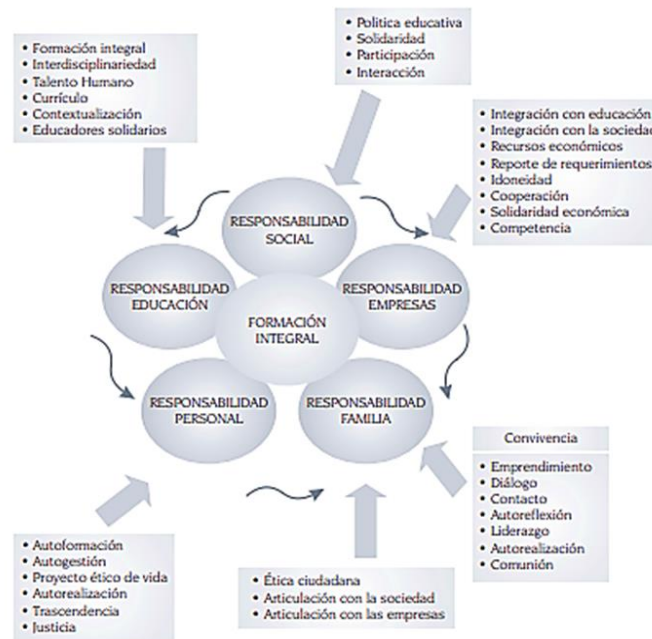 • Política educativa
• Solidaridad
• Participación
• Interacción
• Formación integral
• Interdisciplinariedad
• Talento Humano
• Currículo
• Contextualización
• Educadores solidarios
• Integración con educación
• Integración con la sociedad
• Recursos económicos
• Reporte de requerimientos
• Idoneidad
• Cooperación
• Solidaridad económica
• Competencia
RESPONSABILIDAD
SOCIAL
RESPONSABILIDAD
EDUCACIÓN
RESPONSABILIDAD
EMPRESAS
FORMACIÓN
INTEGRAL
RESPONSABILIDAD
PERSONAL
RESPONSABILIDAD
FAMILIA
Convivencia
• Emprendimiento
• Diálogo
• Contacto
• Autoreflexión
• Liderazgo
• Autorealización
• Comunión
• Autoformación
• Autogestión
• Proyecto ético de vida
• Autorealización
• Trascendencia
• Justicia
• Ética ciudadana
• Articulación con la sociedad
• Articulación con las empresas